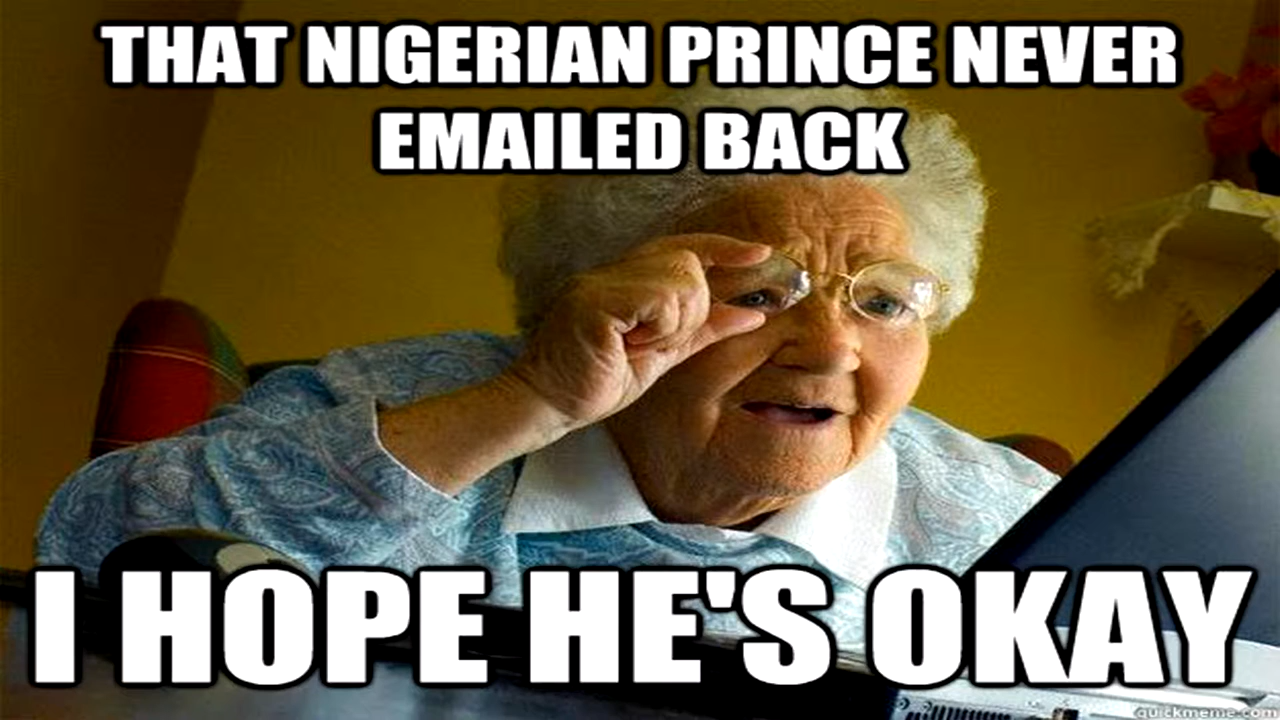 THAT NIGERIAN PRINCE NEVER
EMAILED BACK
I HOPE HE'S OKAY
quickmeme.com